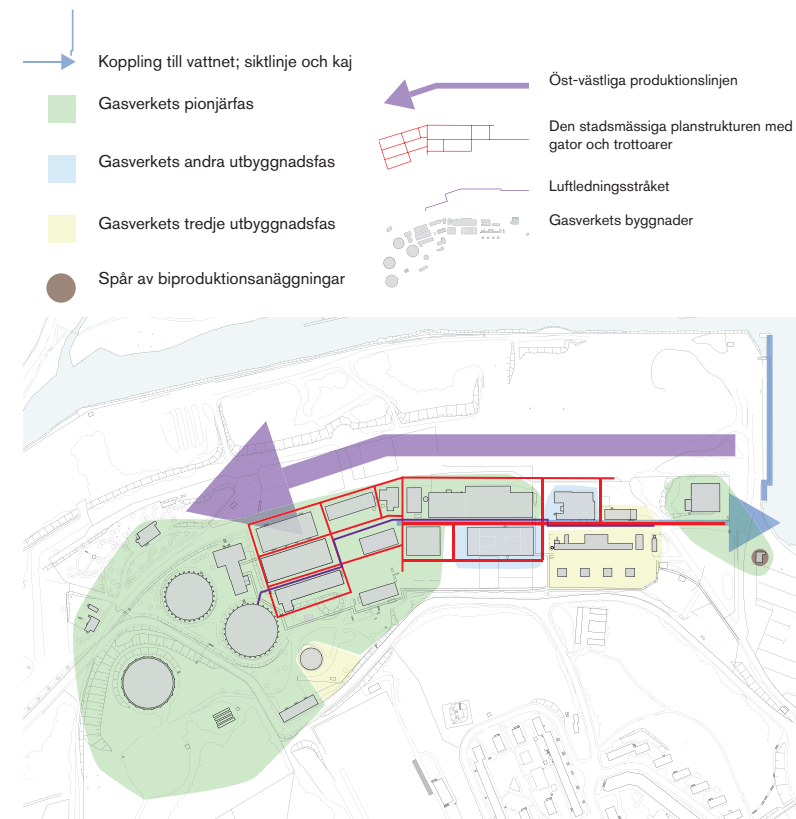 Koppling till vattnet; siktlinje och kaj
Gasverkets pionjärfas
Gasverkets andra utbyggnadsfas
Gasverkets tredje utbyggnadsfas
Spår av biproduktionsanäggningar
Öst-västliga produktionslinjen
Den stadsmässiga planstrukturen med
gator och trottoarer
Luftledningsstråket
Gasverkets byggnader